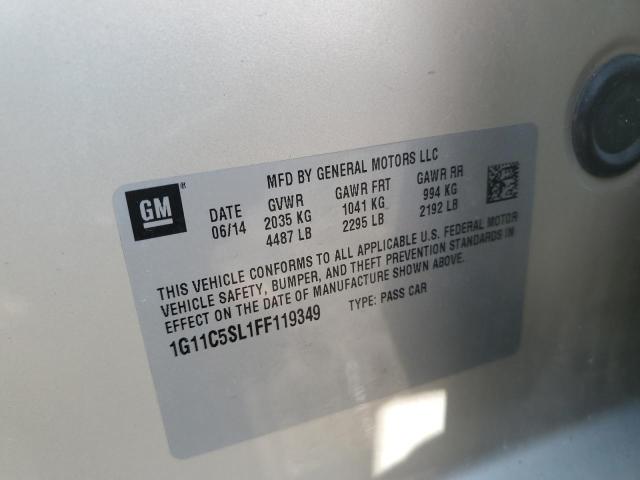 GM®
MFD BY GENERAL MOTORS LLC
DATE GVWR GAWR FRT GAWR RR
06/14 2035 KG 1041 KG 994 KG
4487 LB 2295 LB 2192 LB
THIS VEHICLE CONFORMS TO ALL APPLICABLE U.S. FEDERAL MOTOR
VEHICLE SAFETY, BUMPER, AND THEFT PREVENTION STANDARDS IN
EFFECT ON THE DATE OF MANUFACTURE SHOWN ABOVE.
1G11C5SL1FF119349 TYPE: PASS CAR